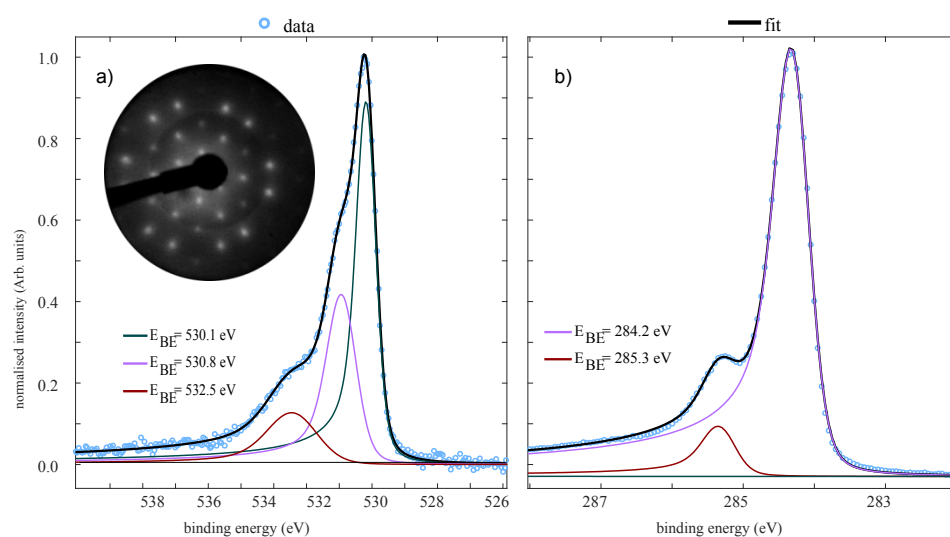 data
fit
a)
b)
normalised intensity (Arb. units)
1.0
0.8
0.6
0.4
0.2
0.0
E_BE= 530.1 eV
E_BE= 530.8 eV
E_BE= 532.5 eV
E_BE= 284.2 eV
E_BE= 285.3 eV
538 536 534 532 530 528 526
287 285 283
binding energy (eV)
binding energy (eV)